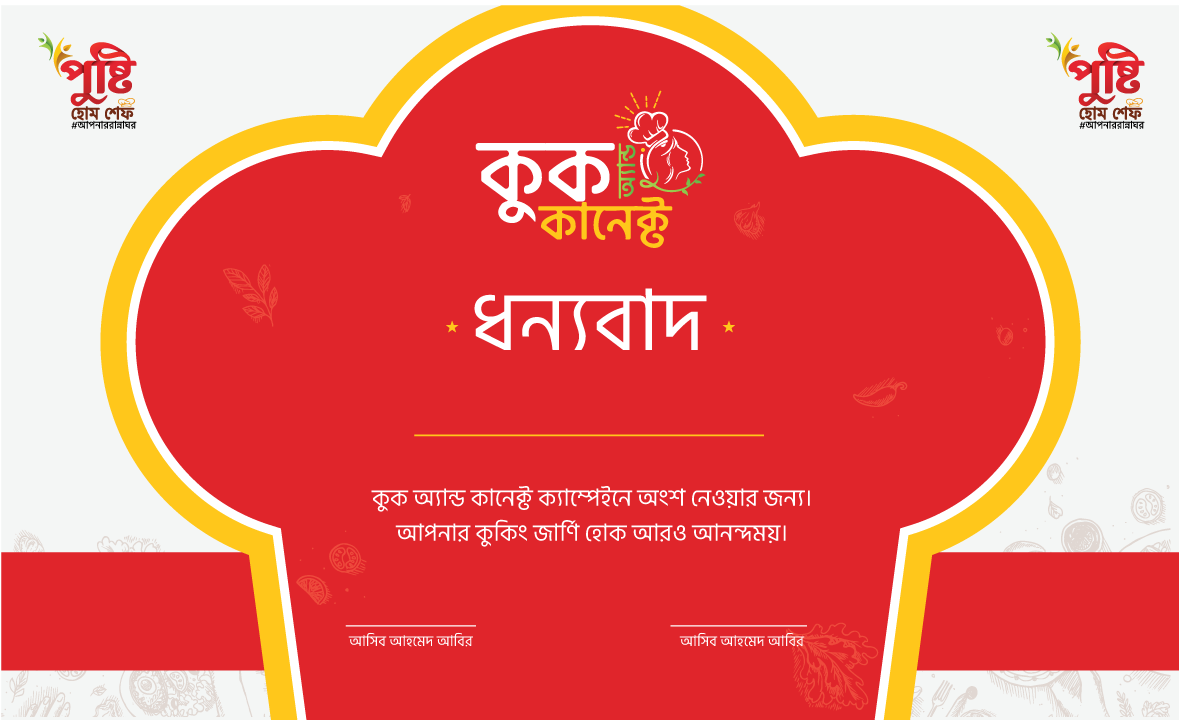 পুষ্টি
হোম শেফ
#আপনাররান্নাঘর
পুষ্টি
হোম শেফ
#আপনাররান্নাঘর
কুক অ্যান্ড
কানেক্ট
ধন্যবাদ
কুক অ্যান্ড কানেক্ট ক্যাম্পেইনে অংশ নেওয়ার জন্য।
আপনার কুকিং জার্ণি হোক আরও আনন্দময়।
আসিব আহমেদ আবির
আসিব আহমেদ আবির